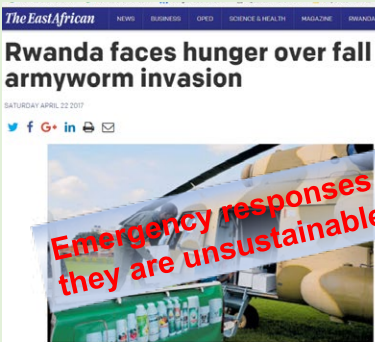 The EastAfrican
NEWS BUSINESS OPED SCIENCE & HEALTH MAGAZINE RWANDA
Rwanda faces hunger over fall
armyworm invasion
SATURDAY APRIL 22 2017
Emergency responses
they are unsustainable